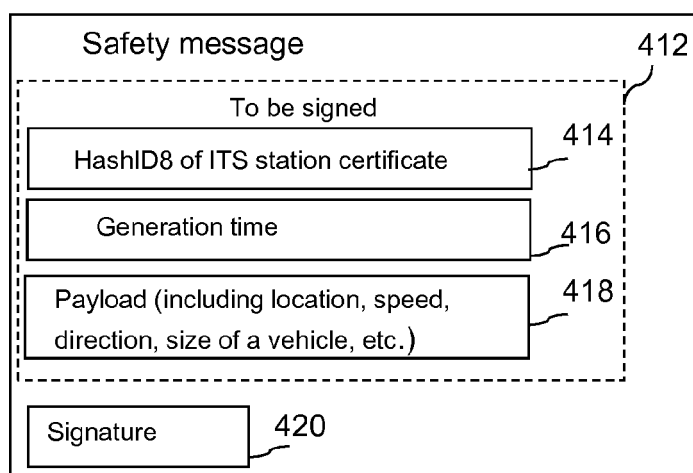 Safety message
412
To be signed
HashID8 of ITS station certificate
414
Generation time
416
Payload (including location, speed,
direction, size of a vehicle, etc.)
418
Signature
420